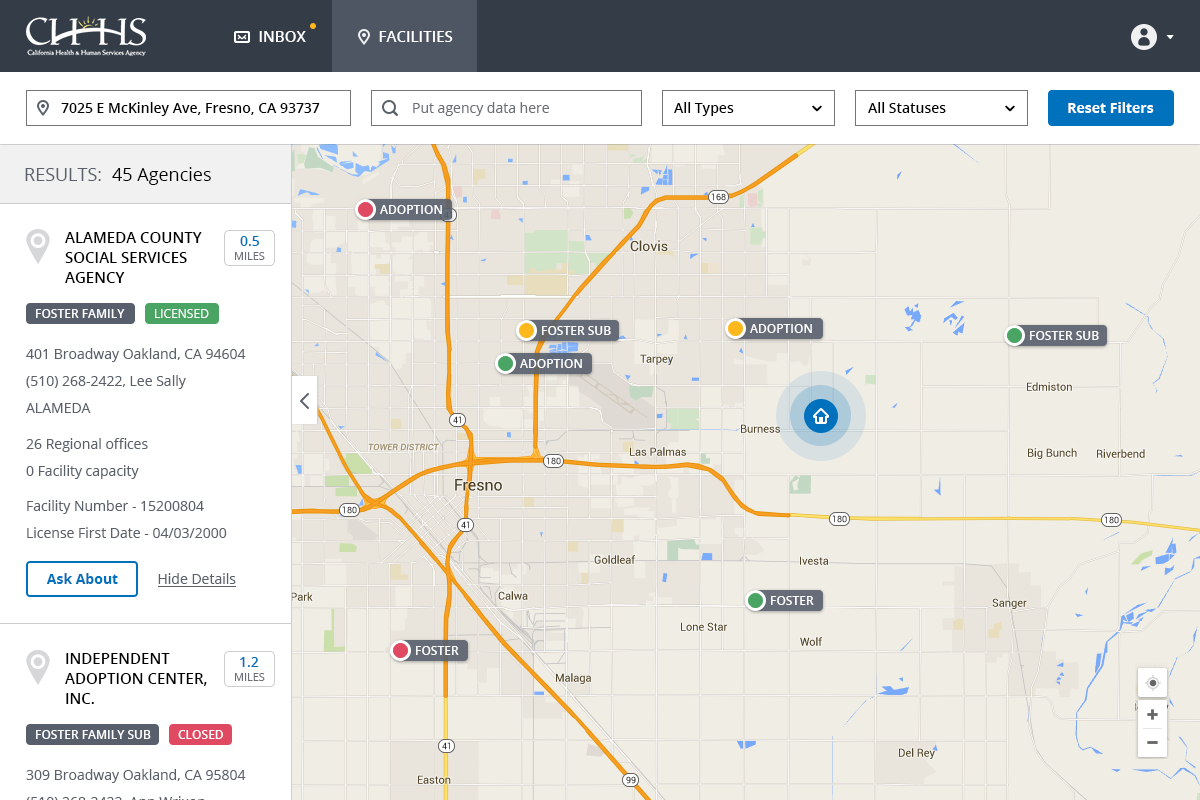 CHHS
California Health & Human Services Agency
INBOX
FACILITIES
7025 E McKinley Ave, Fresno, CA 93737
Put agency data here
All Types
All Statuses
Reset Filters
RESULTS: 45 Agencies
ALAMEDA COUNTY
SOCIAL SERVICES
AGENCY
0.5
MILES
FOSTER FAMILY
LICENSED
401 Broadway Oakland, CA 94604
(510) 268-2422, Lee Sally
ALAMEDA
26 Regional offices
0 Facility capacity
Facility Number - 15200804
License First Date - 04/03/2000
Ask About
Hide Details
INDEPENDENT
ADOPTION CENTER,
INC.
1.2
MILES
FOSTER FAMILY SUB
CLOSED
309 Broadway Oakland, CA 95804
168
ADOPTION
Clovis
FOSTER SUB
ADOPTION
FOSTER SUB
ADOPTION
Tarpey
Edmiston
41
Burness
TOWER DISTRICT
Las Palmas
Big Bunch
Riverbend
180
Fresno
180
41
180
180
Goldleaf
Ivesta
Park
Calwa
FOSTER
Sanger
Lone Star
Wolf
FOSTER
Malaga
+
−
41
Del Rey
Easton
99